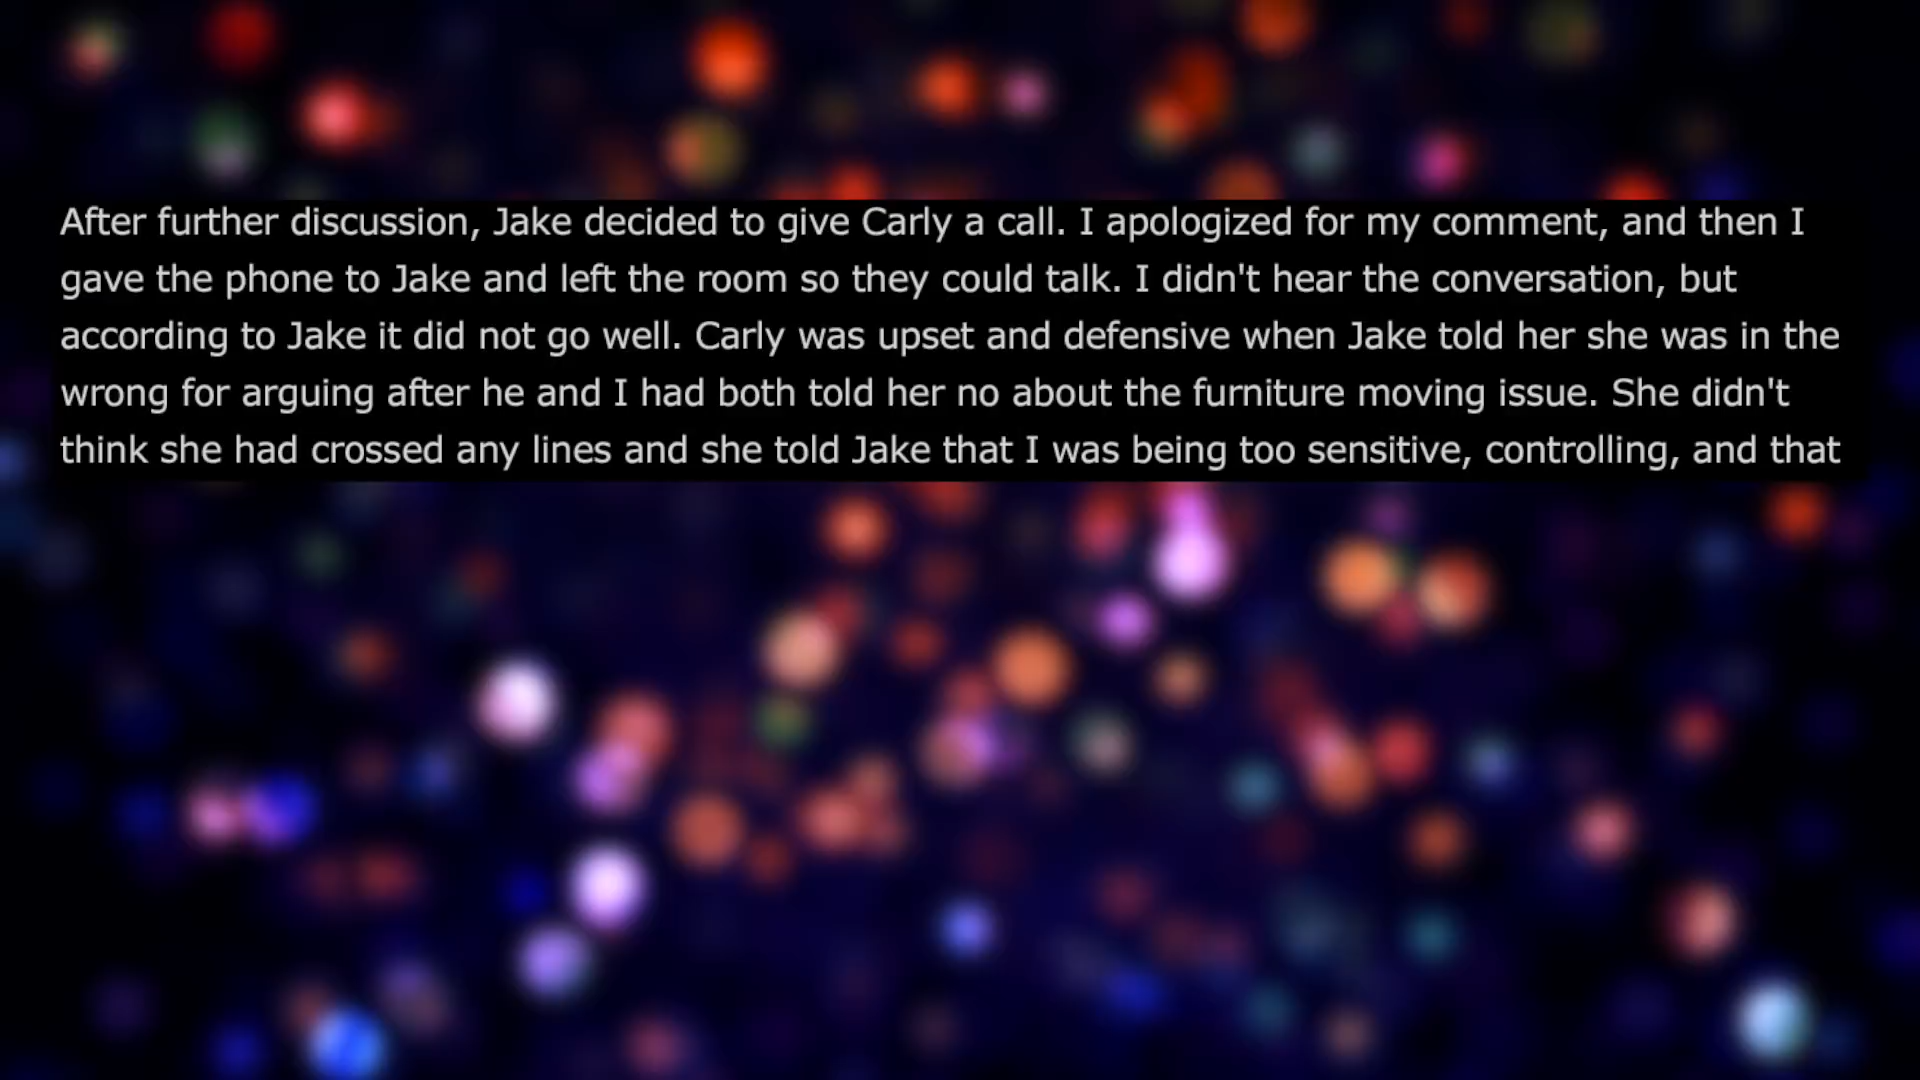 After further discussion, Jake decided to give Carly a call. I apologized for my comment, and then I
gave the phone to Jake and left the room so they could talk. I didn't hear the conversation, but
according to Jake it did not go well. Carly was upset and defensive when Jake told her she was in the
wrong for arguing after he and I had both told her no about the furniture moving issue. She didn't
think she had crossed any lines and she told Jake that I was being too sensitive, controlling, and that